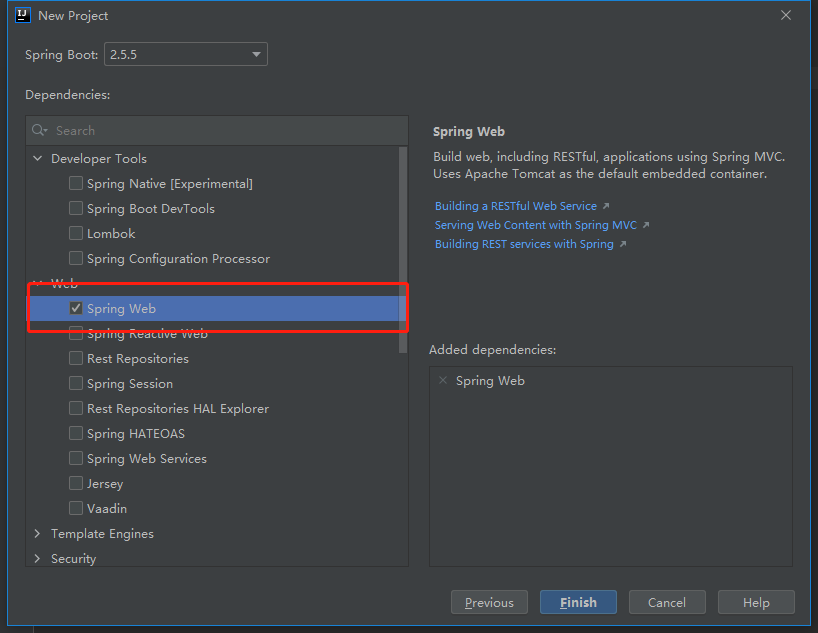 New Project
Spring Boot: 2.5.5
Dependencies:
Search
Developer Tools
Spring Native [Experimental]
Spring Boot DevTools
Lombok
Spring Configuration Processor
Web
Spring Web
Spring Reactive Web
Rest Repositories
Spring Session
Rest Repositories HAL Explorer
Spring HATEOAS
Spring Web Services
Jersey
Vaadin
Template Engines
Security
Spring Web
Build web, including RESTful, applications using Spring MVC.
Uses Apache Tomcat as the default embedded container.
Building a RESTful Web Service
Serving Web Content with Spring MVC
Building REST services with Spring
Added dependencies:
Spring Web
Previous
Finish
Cancel
Help